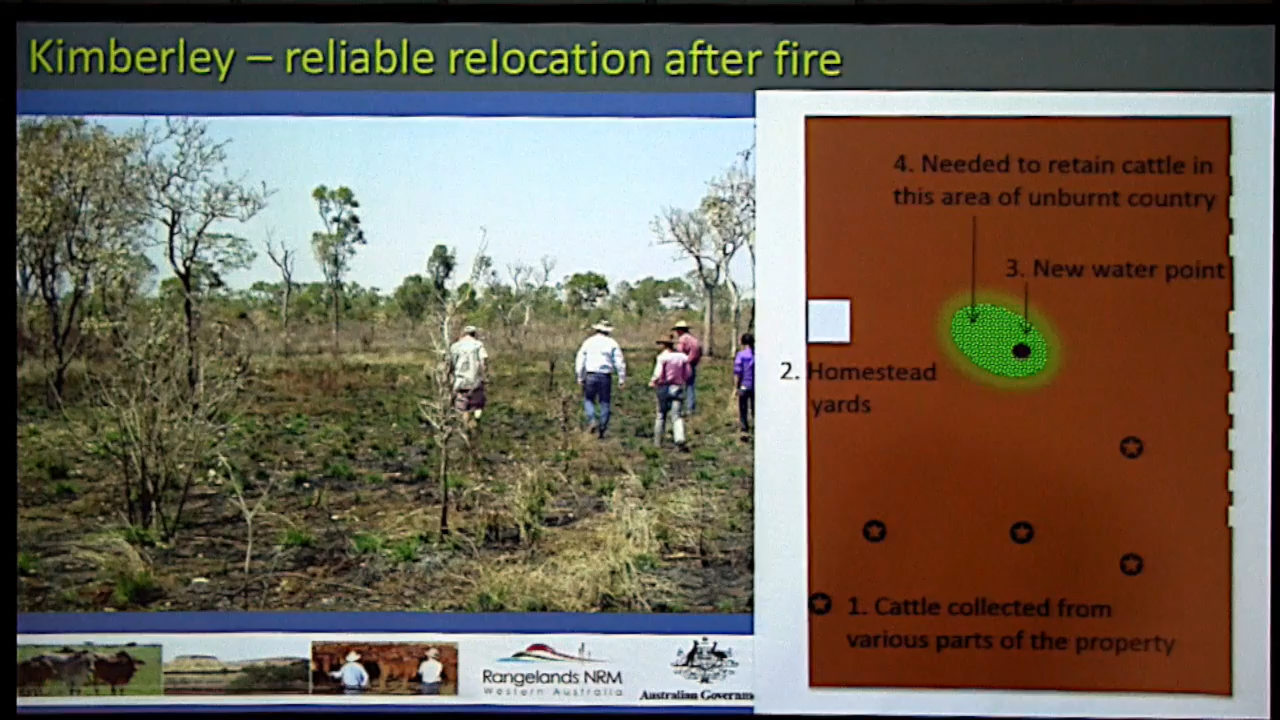 Kimberley – reliable relocation after fire
4. Needed to retain cattle in
this area of unburnt country
3. New water point
2. Homestead
yards
1. Cattle collected from
various parts of the property
Rangelands NRM
Western Australia
Australian Governm